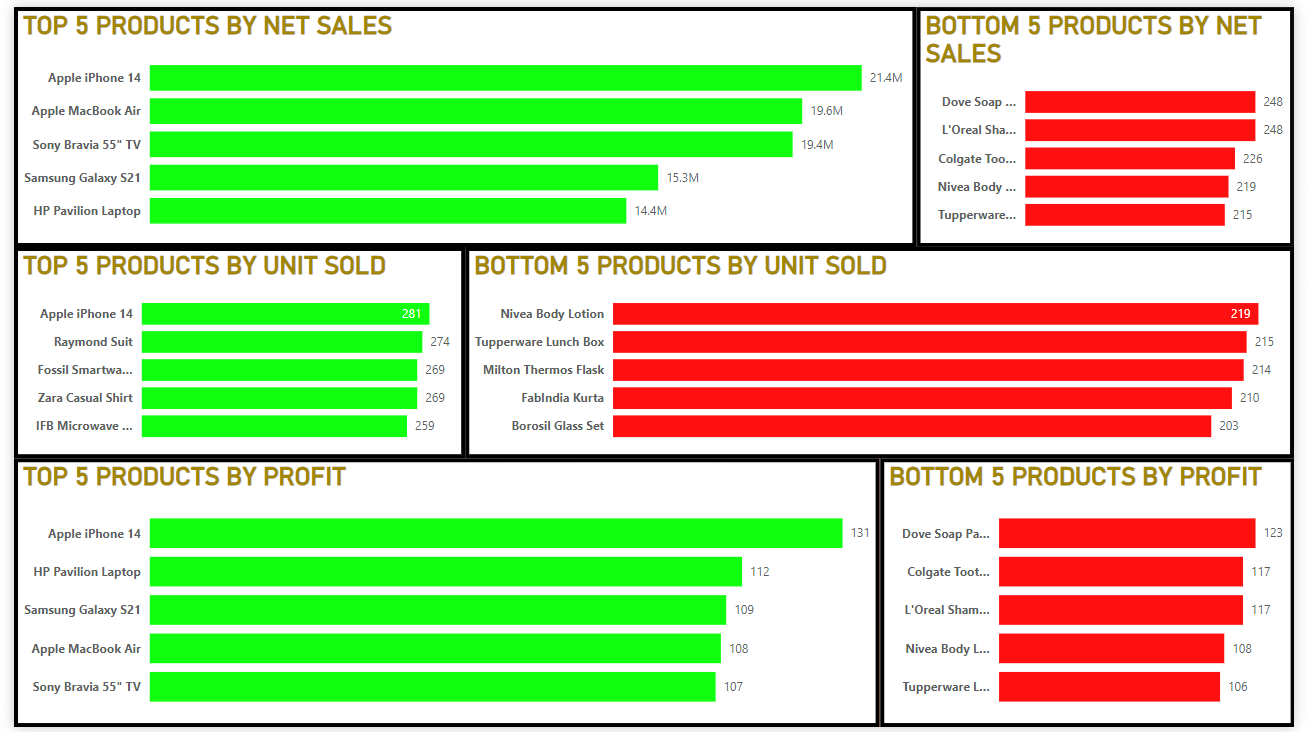 TOP 5 PRODUCTS BY NET SALES
Apple iPhone 14 21.4M
Apple MacBook Air 19.6M
Sony Bravia 55" TV 19.4M
Samsung Galaxy S21 15.3M
HP Pavilion Laptop 14.4M
BOTTOM 5 PRODUCTS BY NET
SALES
Dove Soap ... 248
L'Oreal Sha... 248
Colgate Too... 226
Nivea Body ... 219
Tupperware... 215
TOP 5 PRODUCTS BY UNIT SOLD
Apple iPhone 14 281
Raymond Suit 274
Fossil Smartwa... 269
Zara Casual Shirt 269
IFB Microwave ... 259
BOTTOM 5 PRODUCTS BY UNIT SOLD
Nivea Body Lotion 219
Tupperware Lunch Box 215
Milton Thermos Flask 214
FabIndia Kurta 210
Borosil Glass Set 203
TOP 5 PRODUCTS BY PROFIT
Apple iPhone 14 131
HP Pavilion Laptop 112
Samsung Galaxy S21 109
Apple MacBook Air 108
Sony Bravia 55" TV 107
BOTTOM 5 PRODUCTS BY PROFIT
Dove Soap Pa... 123
Colgate Toot... 117
L'Oreal Sham... 117
Nivea Body L... 108
Tupperware L... 106